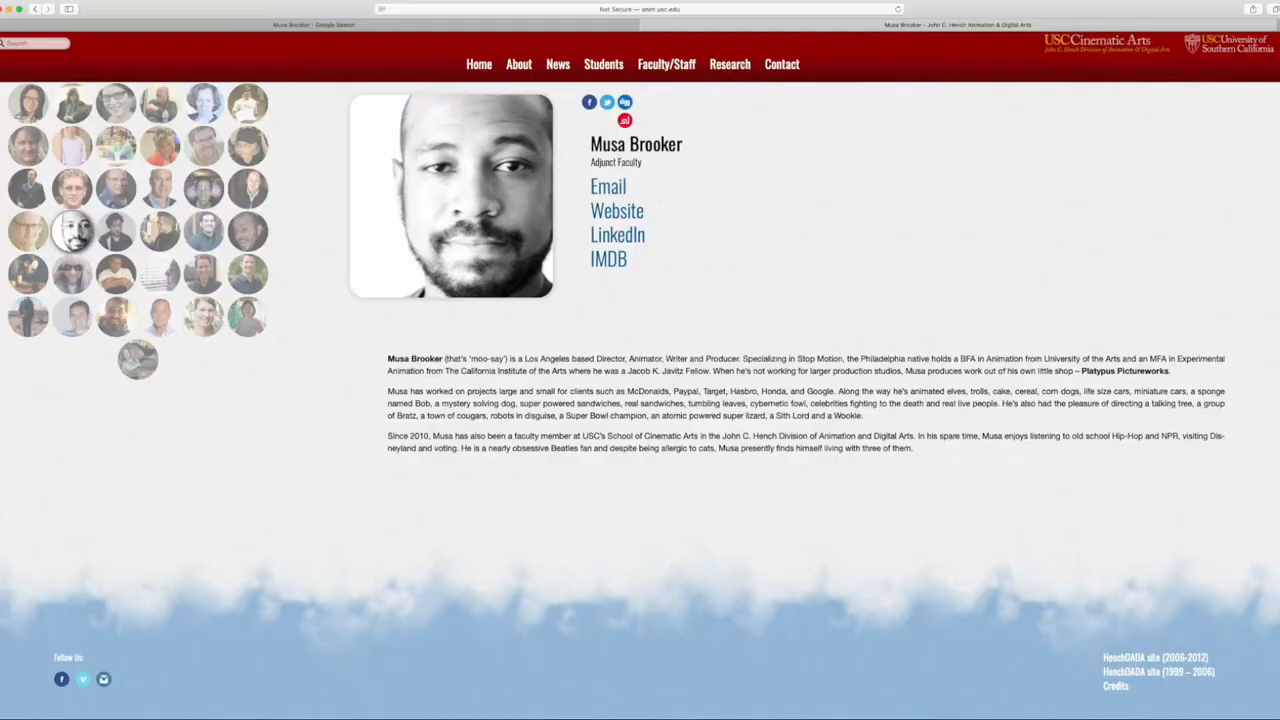 Not Secure — anim.usc.edu
Musa Brooker - Google Search
Musa Brooker - John C. Hench Animation & Digital Arts
Search
USCCinematic Arts
John C. Hench Division of Animation & Digital Art
USCUniversity of
Southern California
Home About News Students Faculty/Staff Research Contact
Musa Brooker
Adjunct Faculty
Email
Website
LinkedIn
IMDB
Musa Brooker (that's 'moo-say') is a Los Angeles based Director, Animator, Writer and Producer. Specializing in Stop Motion, the Philadelphia native holds a BFA in Animation from University of the Arts and an MFA in Experimental
Animation from The California Institute of the Arts where he was a Jacob K. Javitz Fellow. When he's not working for larger production studios, Musa produces work out of his own little shop – Platypus Pictureworks.
Musa has worked on projects large and small for clients such as McDonalds, Paypal, Target, Hasbro, Honda, and Google. Along the way he's animated elves, trolls, cake, cereal, corn dogs, life size cars, miniature cars, a sponge
named Bob, a mystery solving dog, super powered sandwiches, real sandwiches, tumbling leaves, cybernetic fowl, celebrities fighting to the death and real live people. He's also had the pleasure of directing a talking tree, a group
of Bratz, a town of cougars, robots in disguise, a Super Bowl champion, an atomic powered super lizard, a Sith Lord and a Wookie.
Since 2010, Musa has also been a faculty member at USC's School of Cinematic Arts in the John C. Hench Division of Animation and Digital Arts. In his spare time, Musa enjoys listening to old school Hip-Hop and NPR, visiting Dis-
neyland and voting. He is a nearly obsessive Beatles fan and despite being allergic to cats, Musa presently finds himself living with three of them.
Follow Us:
HenchDADA site (2006-2012)
HenchDADA site (1999 – 2006)
Credits